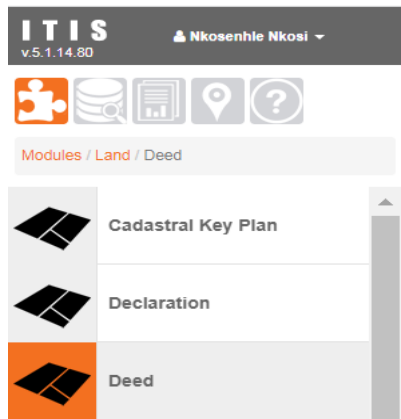 ITIS
Nkosenhle Nkosi
v.5.1.14.80
?
Modules / Land / Deed
Cadastral Key Plan
Declaration
Deed